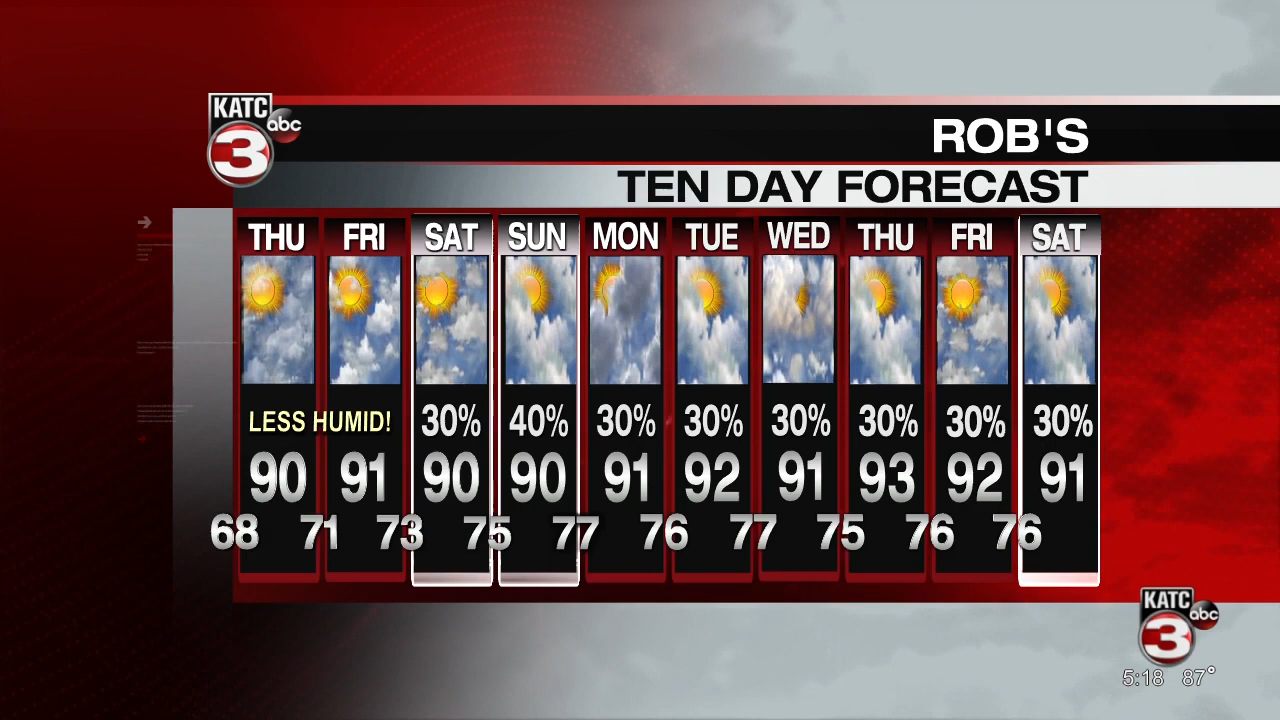 KATC
abc
3
ROB'S
TEN DAY FORECAST
THU FRI SAT SUN MON TUE WED THU FRI SAT
LESS HUMID! 30% 40% 30% 30% 30% 30% 30% 30%
90 91 90 90 91 92 91 93 92 91
68 71 73 75 77 76 77 75 76 76
KATC
abc
3
5:18 87°